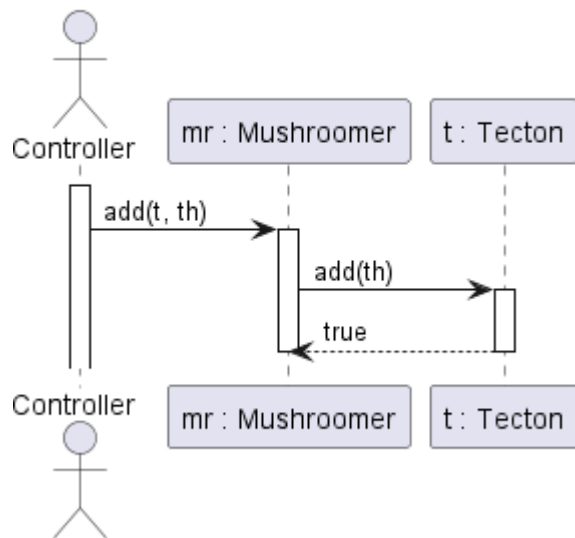 Controller
mr : Mushroomer
t : Tecton
add(t, th)
add(th)
true
Controller
mr : Mushroomer
t : Tecton